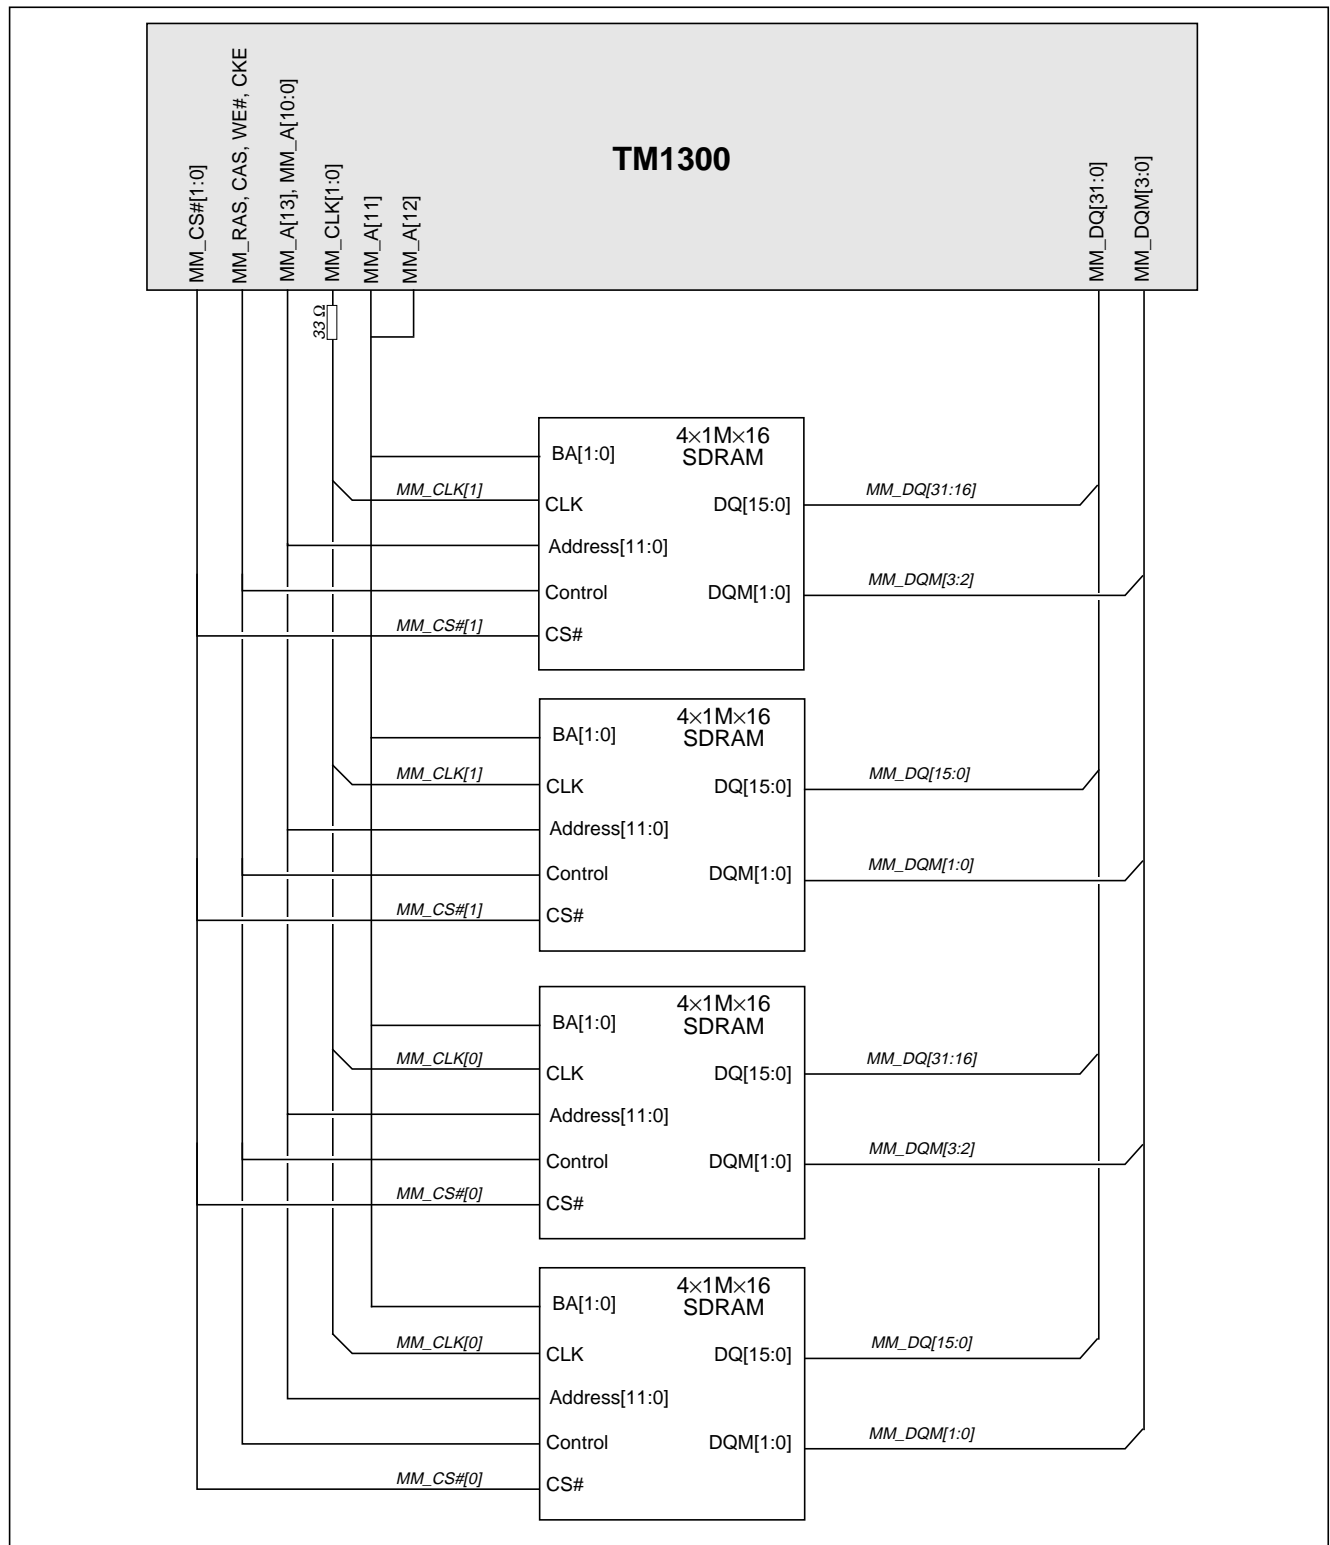 TM1300
MM_CS#[1:0]
MM_RAS, CAS, WE#, CKE
MM_A[13], MM_A[10:0]
MM_CLK[1:0]
MM_A[11]
MM_A[12]
MM_DQ[31:0]
MM_DQM[3:0]
33 Ω
4×1M×16
SDRAM
BA[1:0]
MM_CLK[1]
CLK
DQ[15:0]
MM_DQ[31:16]
Address[11:0]
Control
DQM[1:0]
MM_DQM[3:2]
MM_CS#[1]
CS#
4×1M×16
SDRAM
BA[1:0]
MM_CLK[1]
CLK
DQ[15:0]
MM_DQ[15:0]
Address[11:0]
Control
DQM[1:0]
MM_DQM[1:0]
MM_CS#[1]
CS#
4×1M×16
SDRAM
BA[1:0]
MM_CLK[0]
CLK
DQ[15:0]
MM_DQ[31:16]
Address[11:0]
Control
DQM[1:0]
MM_DQM[3:2]
MM_CS#[0]
CS#
4×1M×16
SDRAM
BA[1:0]
MM_CLK[0]
CLK
DQ[15:0]
MM_DQ[15:0]
Address[11:0]
Control
DQM[1:0]
MM_DQM[1:0]
MM_CS#[0]
CS#